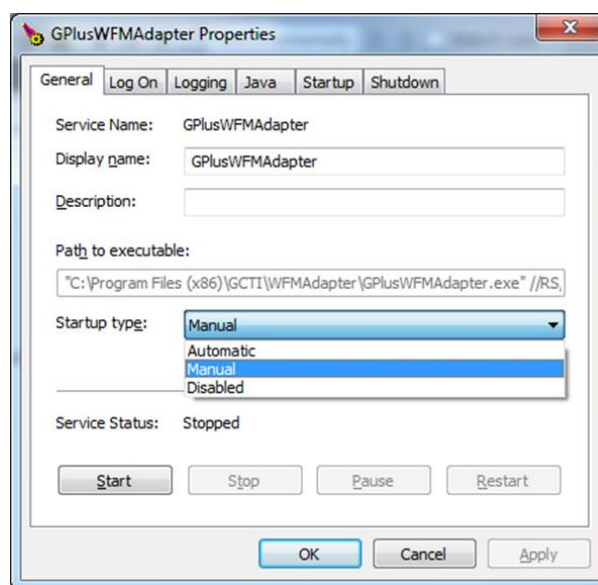 GPlusWFMAdapter Properties
General Log On Logging Java Startup Shutdown
Service Name: GPlusWFMAdapter
Display name: GPlusWFMAdapter
Description:
Path to executable:
"C:\Program Files (x86)\GCTI\WFMAdapter\GPlusWFMAdapter.exe" //RS,
Startup type: Manual
Automatic
Manual
Disabled
Service Status: Stopped
Start Stop Pause Restart
OK Cancel Apply